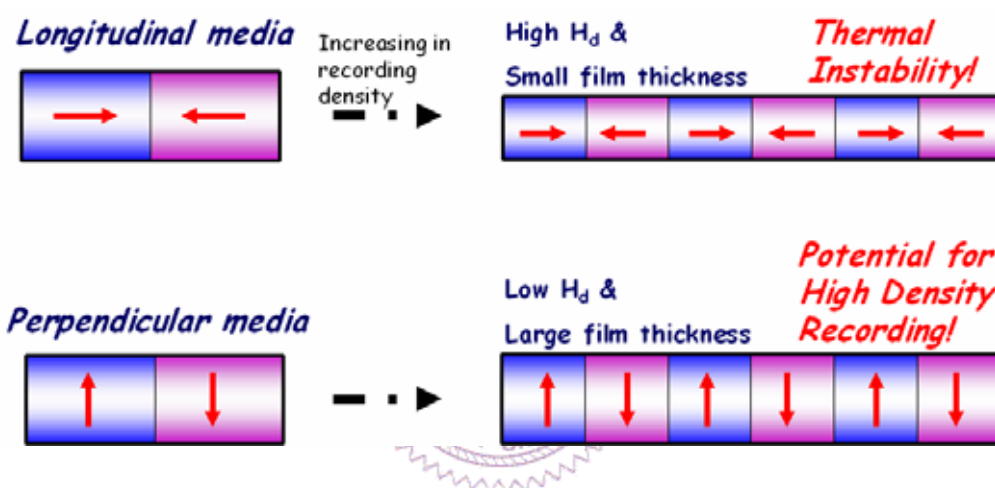 Longitudinal media
Increasing in
recording
density
High Hd &
Small film thickness
Thermal
Instability!
Perpendicular media
Low Hd &
Large film thickness
Potential for
High Density
Recording!